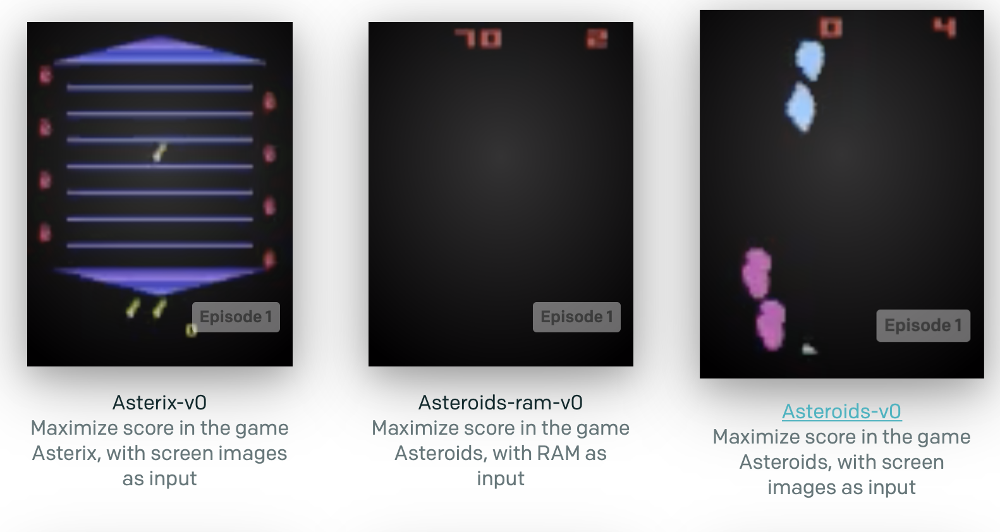 70 2
0 4
0
Episode 1
Episode 1
Episode 1
Asterix-v0
Maximize score in the game
Asterix, with screen images
as input
Asteroids-ram-v0
Maximize score in the game
Asteroids, with RAM as
input
Asteroids-v0
Maximize score in the game
Asteroids, with screen
images as input